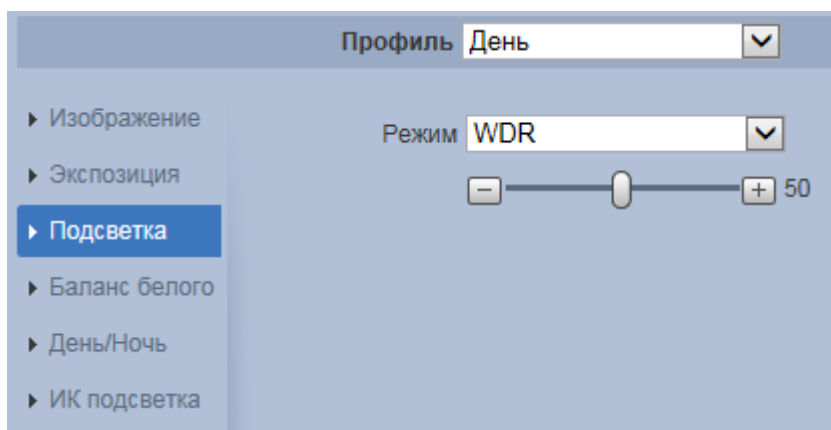 Профиль День
Изображение
Режим WDR
Экспозиция
50
Подсветка
Баланс белого
День/Ночь
ИК подсветка